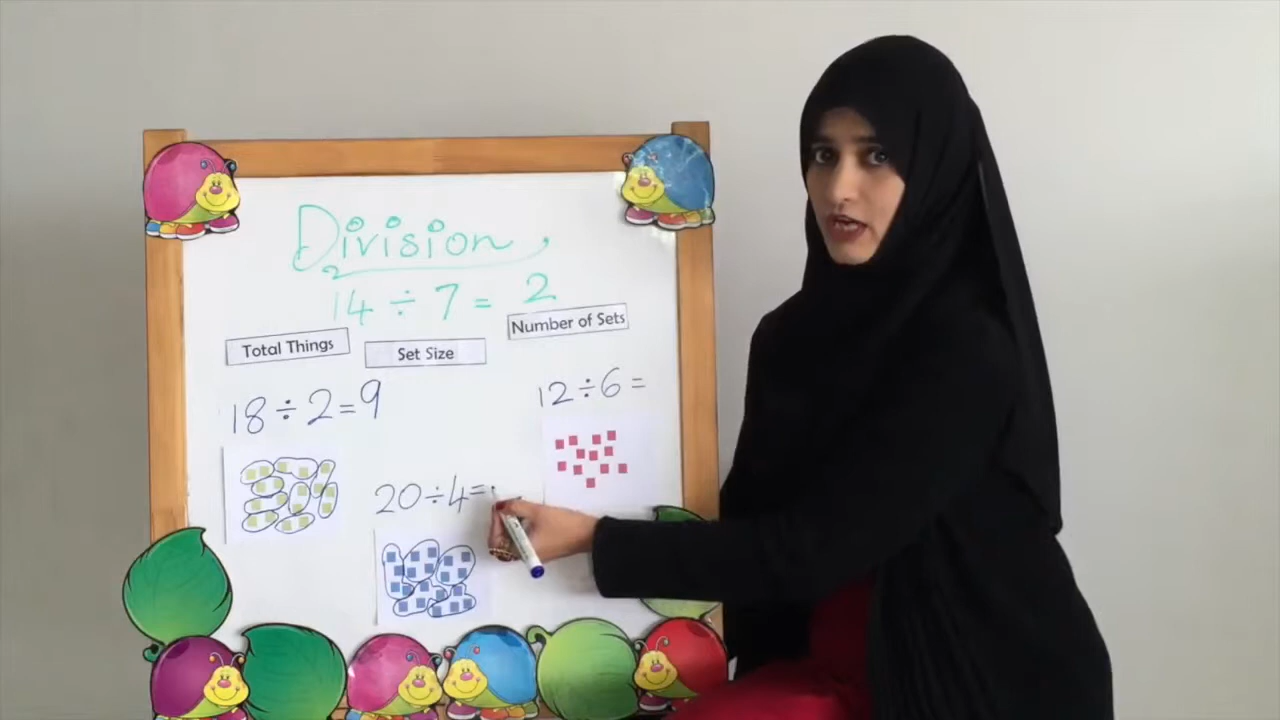 Division
14 ÷ 7 = 2
Total Things
Set Size
Number of Sets
18 ÷ 2 = 9
12 ÷ 6 =
20 ÷ 4 =